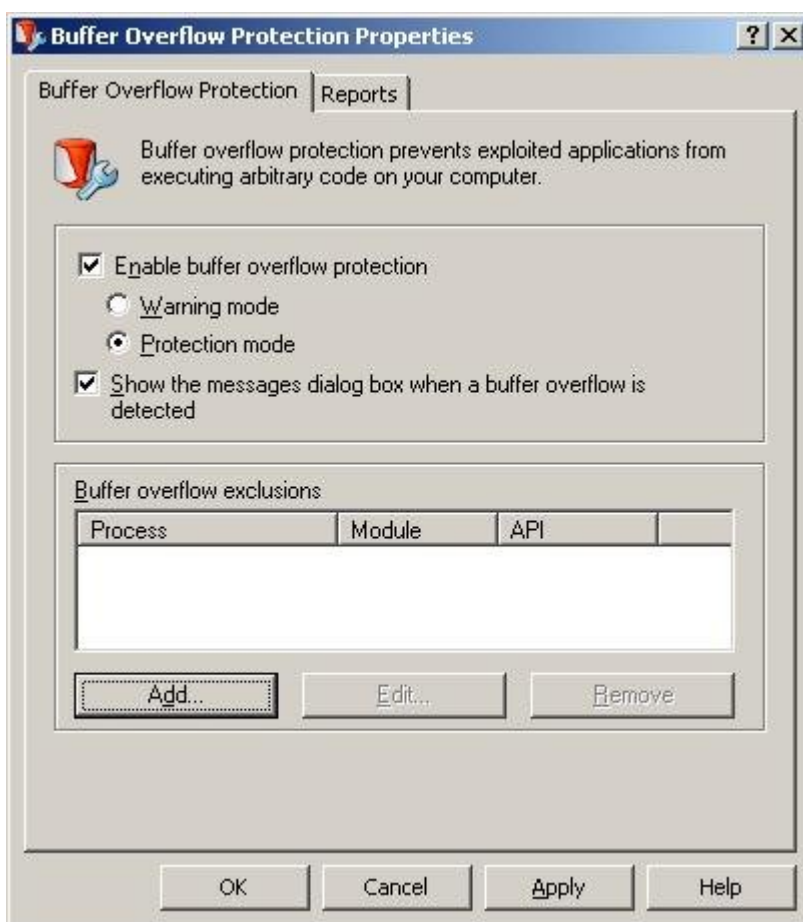 Buffer Overflow Protection Properties
Buffer Overflow Protection
Reports
Buffer overflow protection prevents exploited applications from
executing arbitrary code on your computer.
Enable buffer overflow protection
Warning mode
Protection mode
Show the messages dialog box when a buffer overflow is
detected
Buffer overflow exclusions
Process Module API
Add... Edit... Remove
OK Cancel Apply Help